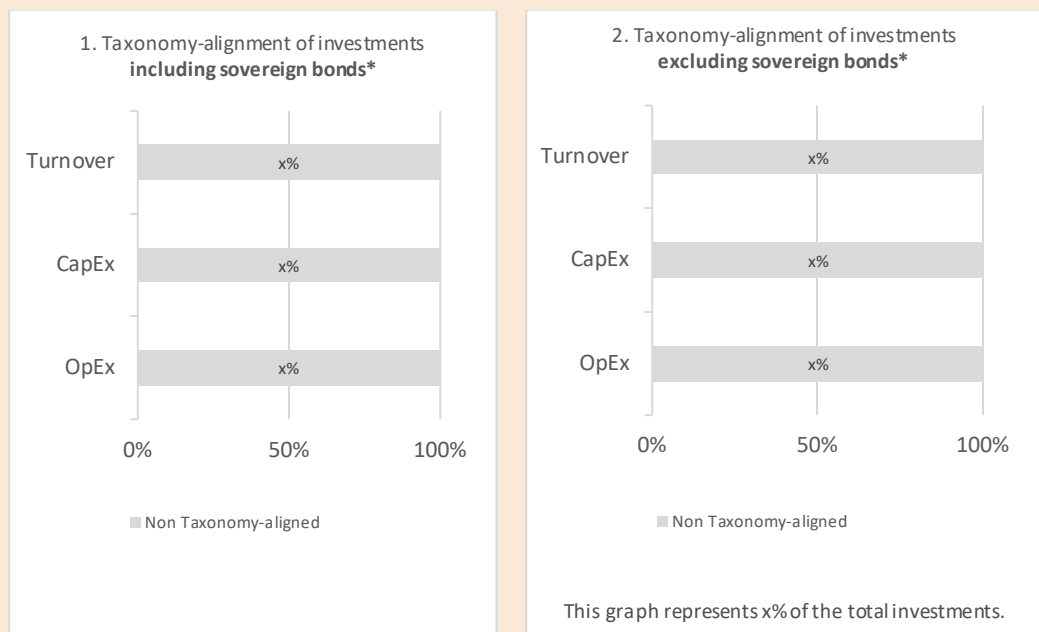 1. Taxonomy-alignment of investments
including sovereign bonds*
Turnover
x%
CapEx
x%
OpEx
x%
0% 50% 100%
Non Taxonomy-aligned
2. Taxonomy-alignment of investments
excluding sovereign bonds*
Turnover
x%
CapEx
x%
OpEx
x%
0% 50% 100%
Non Taxonomy-aligned
This graph represents x% of the total investments.